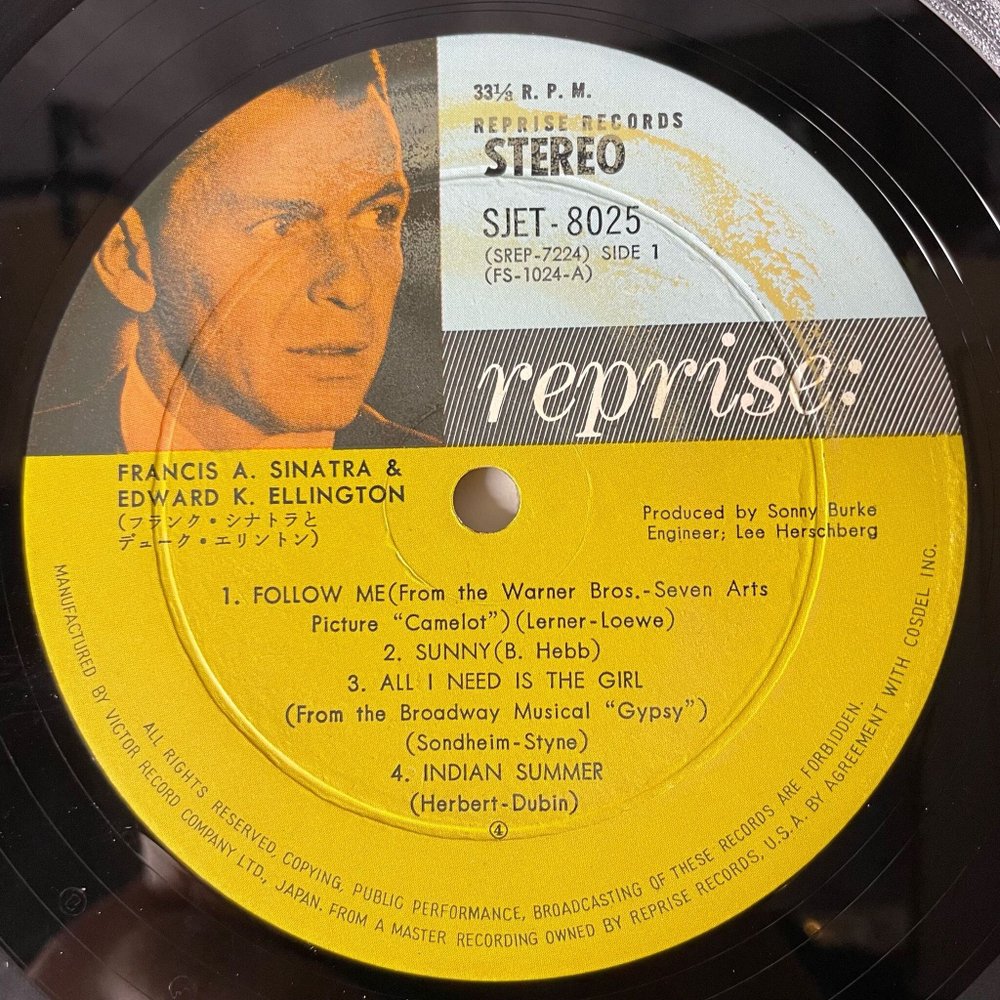 33⅓ R. P. M.
REPRISE RECORDS
STEREO
SJET-8025
(SREP-7224) SIDE 1
(FS-1024-A)
reprise:
FRANCIS A. SINATRA &
EDWARD K. ELLINGTON
(フランク・シナトラと
デューク・エリントン)
Produced by Sonny Burke
Engineer; Lee Herschberg
1. FOLLOW ME(From the Warner Bros.-Seven Arts
Picture “Camelot”)(Lerner-Loewe)
2. SUNNY(B. Hebb)
3. ALL I NEED IS THE GIRL
(From the Broadway Musical “Gypsy”)
(Sondheim-Styne)
4. INDIAN SUMMER
(Herbert-Dubin)
④
ALL RIGHTS RESERVED, COPYING, PUBLIC PERFORMANCE, BROADCASTING OF THESE RECORDS ARE FORBIDDEN.
MANUFACTURED BY VICTOR RECORD COMPANY LTD., JAPAN. FROM A MASTER RECORDING OWNED BY REPRISE RECORDS, U.S.A. BY AGREEMENT WITH COSDEL INC.